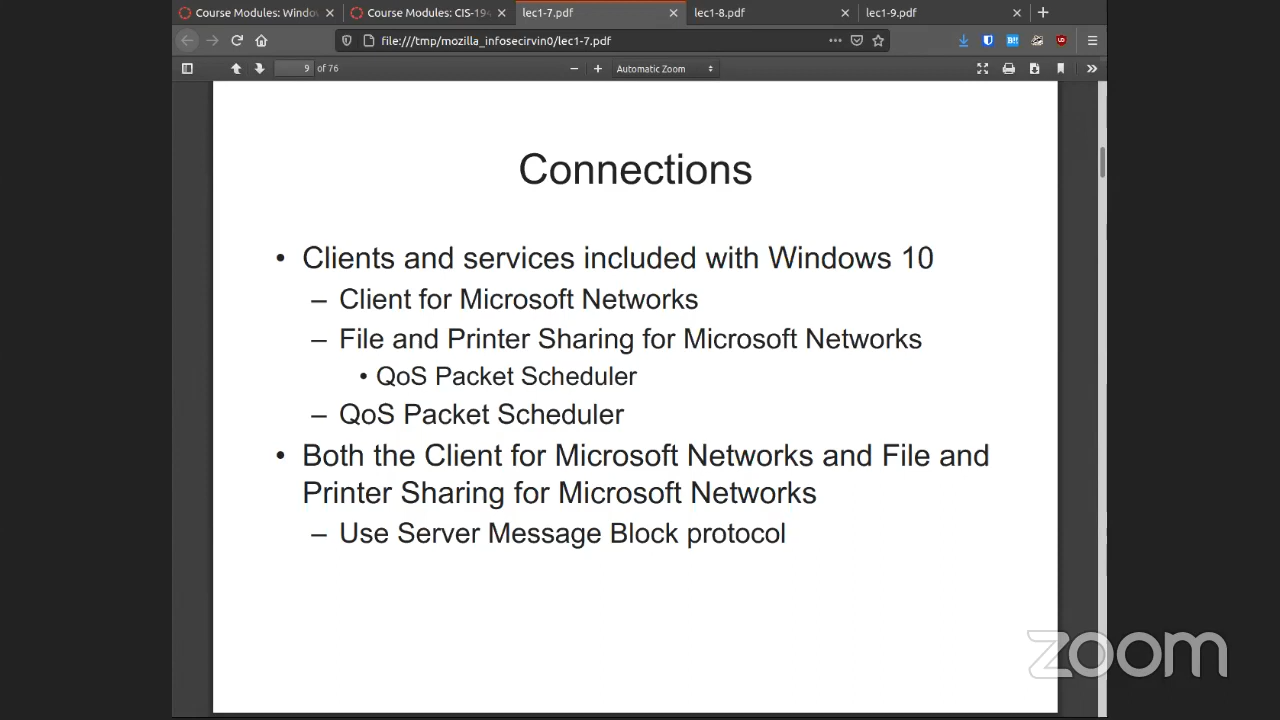 Course Modules: Windo
Course Modules: CIS-194
lec1-7.pdf
lec1-8.pdf
lec1-9.pdf
file:///tmp/mozilla_infosecirvin0/lec1-7.pdf
9 of 76
Automatic Zoom
Connections
• Clients and services included with Windows 10
– Client for Microsoft Networks
– File and Printer Sharing for Microsoft Networks
• QoS Packet Scheduler
– QoS Packet Scheduler
• Both the Client for Microsoft Networks and File and
Printer Sharing for Microsoft Networks
– Use Server Message Block protocol
zoom